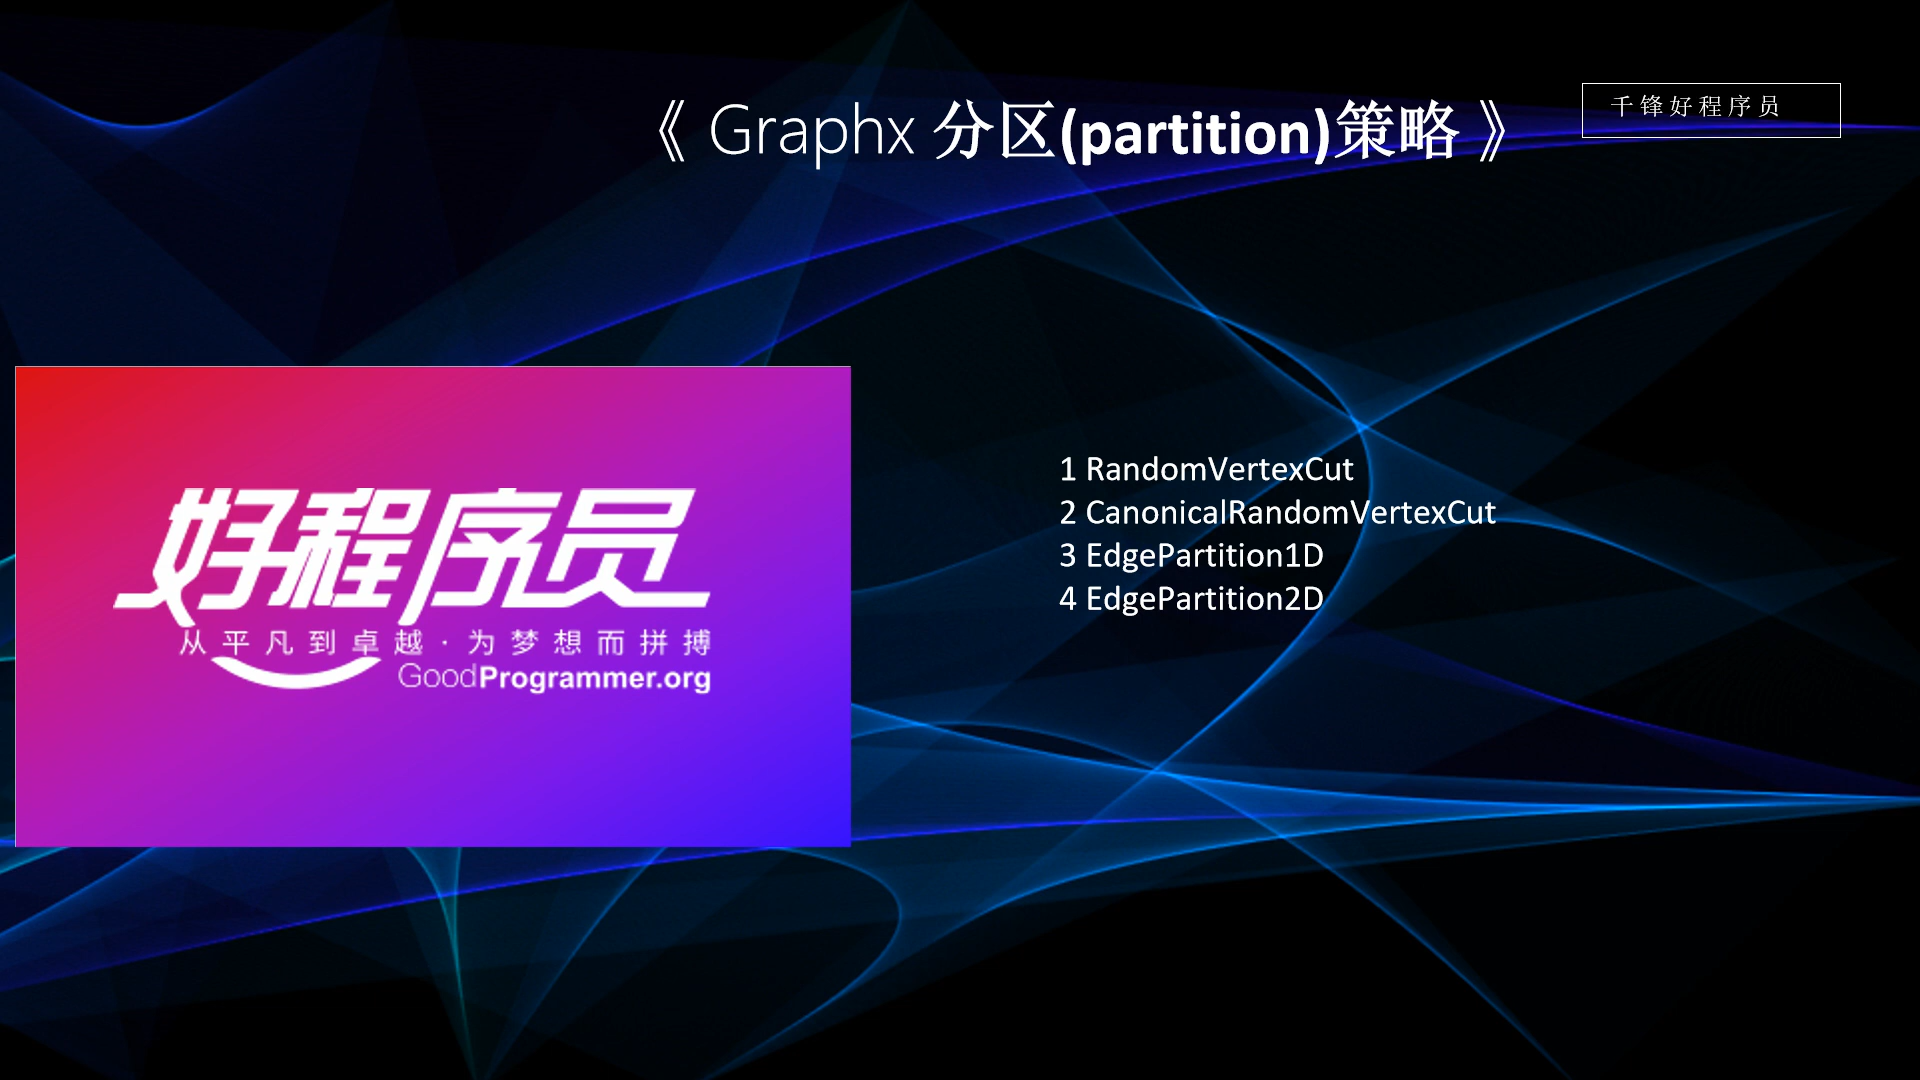 《 Graphx 分区(partition)策略 》
千锋好程序员
好程序员
从平凡到卓越·为梦想而拼搏
GoodProgrammer.org
1 RandomVertexCut
2 CanonicalRandomVertexCut
3 EdgePartition1D
4 EdgePartition2D